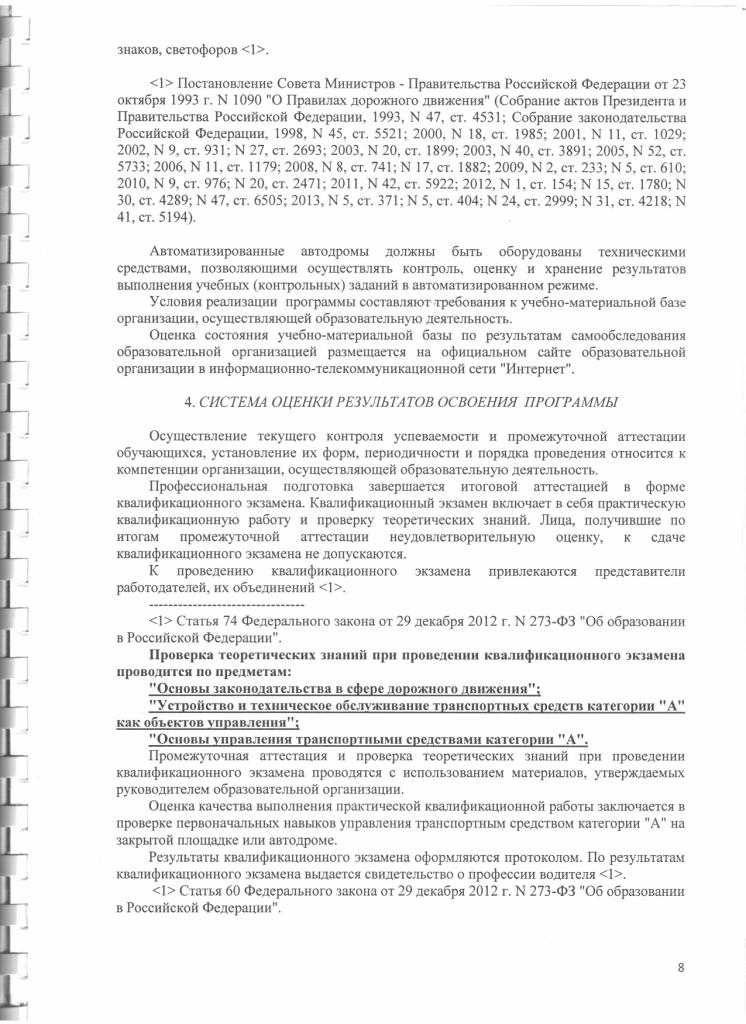 знаков, светофоров <1>.
<1> Постановление Совета Министров - Правительства Российской Федерации от 23
октября 1993 г. N 1090 "О Правилах дорожного движения" (Собрание актов Президента и
Правительства Российской Федерации, 1993, N 47, ст. 4531; Собрание законодательства
Российской Федерации, 1998, N 45, ст. 5521; 2000, N 18, ст. 1985; 2001, N 11, ст. 1029;
2002, N 9, ст. 931; N 27, ст. 2693; 2003, N 20, ст. 1899; 2003, N 40, ст. 3891; 2005, N 52, ст.
5733; 2006, N 11, ст. 1179; 2008, N 8, ст. 741; N 17, ст. 1882; 2009, N 2, ст. 233; N 5, ст. 610;
2010, N 9, ст. 976; N 20, ст. 2471; 2011, N 42, ст. 5922; 2012, N 1, ст. 154; N 15, ст. 1780; N
30, ст. 4289; N 47, ст. 6505; 2013, N 5, ст. 371; N 5, ст. 404; N 24, ст. 2999; N 31, ст. 4218; N
41, ст. 5194).
Автоматизированные автодромы должны быть оборудованы техническими
средствами, позволяющими осуществлять контроль, оценку и хранение результатов
выполнения учебных (контрольных) заданий в автоматизированном режиме.
Условия реализации программы составляют требования к учебно-материальной базе
организации, осуществляющей образовательную деятельность.
Оценка состояния учебно-материальной базы по результатам самообследования
образовательной организацией размещается на официальном сайте образовательной
организации в информационно-телекоммуникационной сети "Интернет".
4. СИСТЕМА ОЦЕНКИ РЕЗУЛЬТАТОВ ОСВОЕНИЯ ПРОГРАММЫ
Осуществление текущего контроля успеваемости и промежуточной аттестации
обучающихся, установление их форм, периодичности и порядка проведения относится к
компетенции организации, осуществляющей образовательную деятельность.
Профессиональная подготовка завершается итоговой аттестацией в форме
квалификационного экзамена. Квалификационный экзамен включает в себя практическую
квалификационную работу и проверку теоретических знаний. Лица, получившие по
итогам промежуточной аттестации неудовлетворительную оценку, к сдаче
квалификационного экзамена не допускаются.
К проведению квалификационного экзамена привлекаются представители
работодателей, их объединений <1>.
--------------------------------
<1> Статья 74 Федерального закона от 29 декабря 2012 г. N 273-ФЗ "Об образовании
в Российской Федерации".
Проверка теоретических знаний при проведении квалификационного экзамена
проводится по предметам:
"Основы законодательства в сфере дорожного движения";
"Устройство и техническое обслуживание транспортных средств категории "А"
как объектов управления";
"Основы управления транспортными средствами категории "А".
Промежуточная аттестация и проверка теоретических знаний при проведении
квалификационного экзамена проводятся с использованием материалов, утверждаемых
руководителем образовательной организации.
Оценка качества выполнения практической квалификационной работы заключается в
проверке первоначальных навыков управления транспортным средством категории "А" на
закрытой площадке или автодроме.
Результаты квалификационного экзамена оформляются протоколом. По результатам
квалификационного экзамена выдается свидетельство о профессии водителя <1>.
<1> Статья 60 Федерального закона от 29 декабря 2012 г. N 273-ФЗ "Об образовании
в Российской Федерации".
8